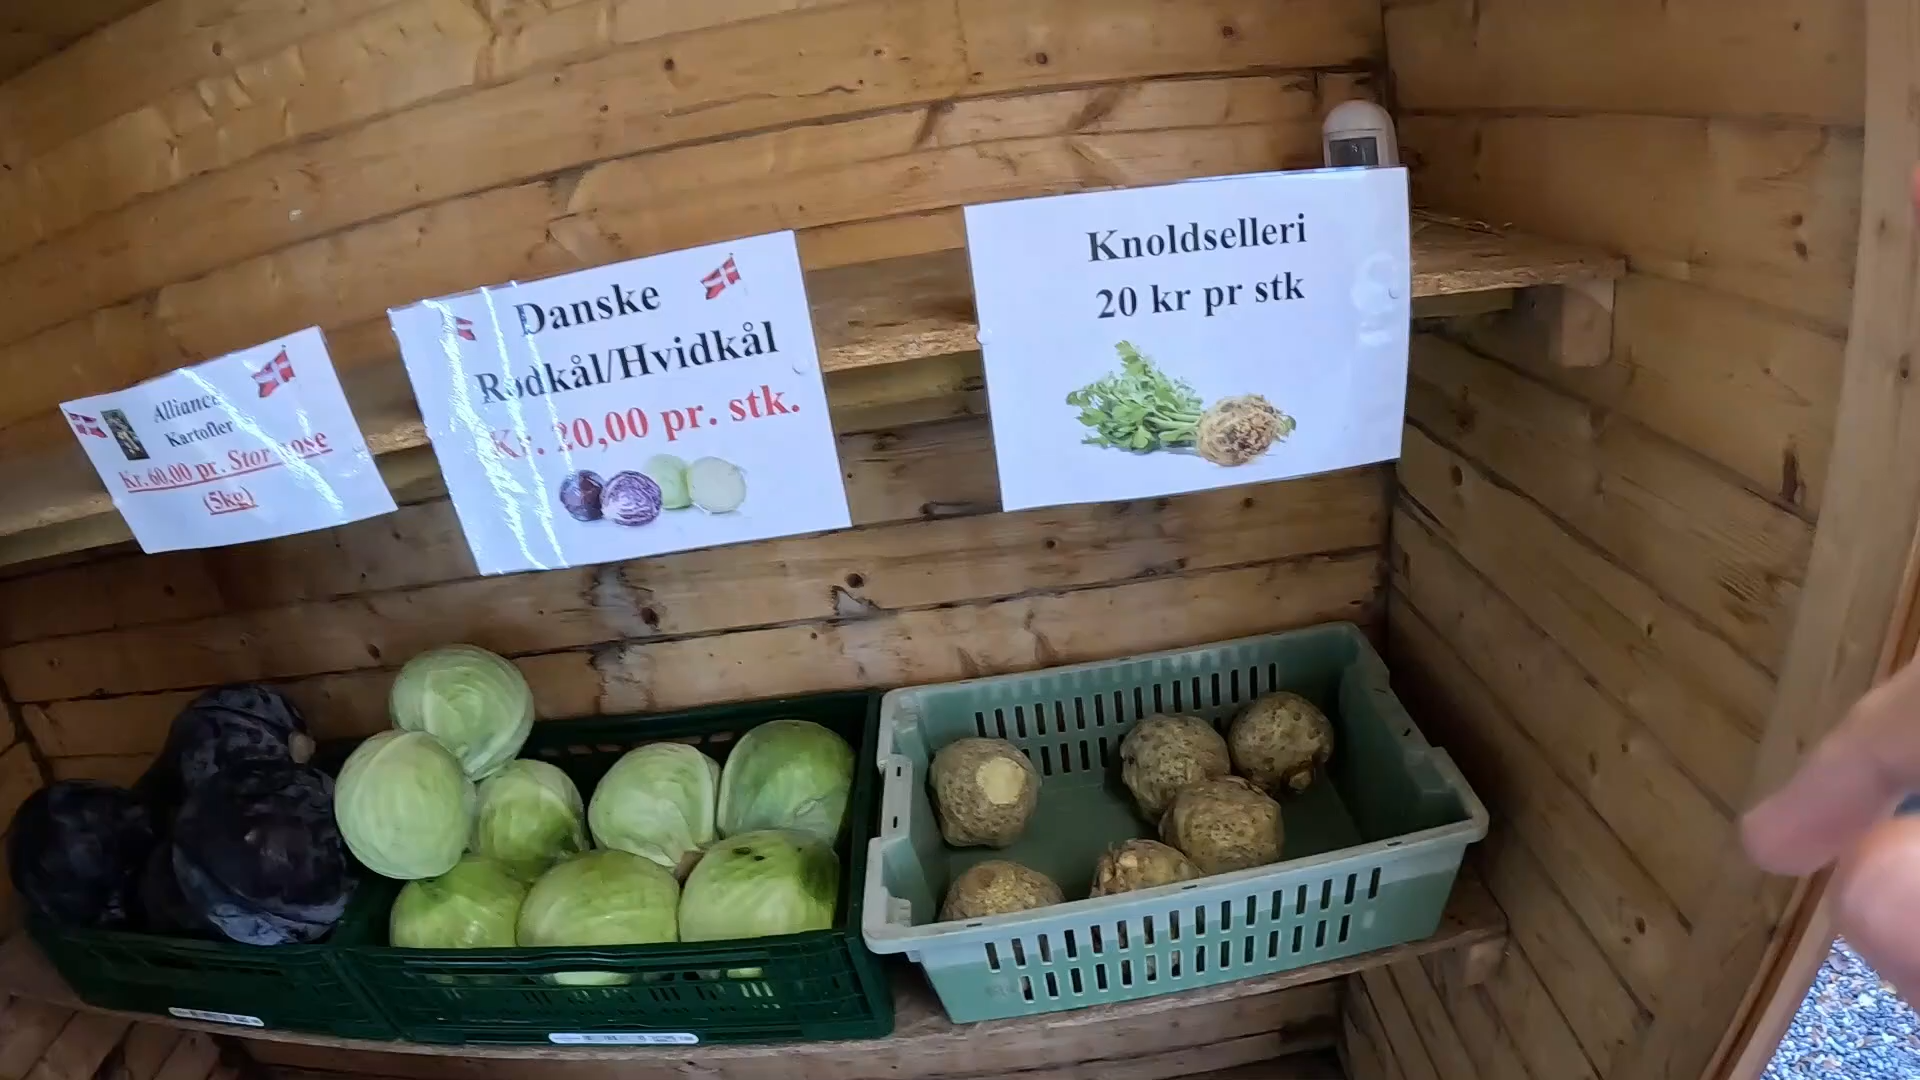 Alliance
Kartofler
Kr. 60,00 pr. Stor pose
(5kg)
Danske
Rødkål/Hvidkål
Kr. 20,00 pr. stk.
Knoldselleri
20 kr pr stk